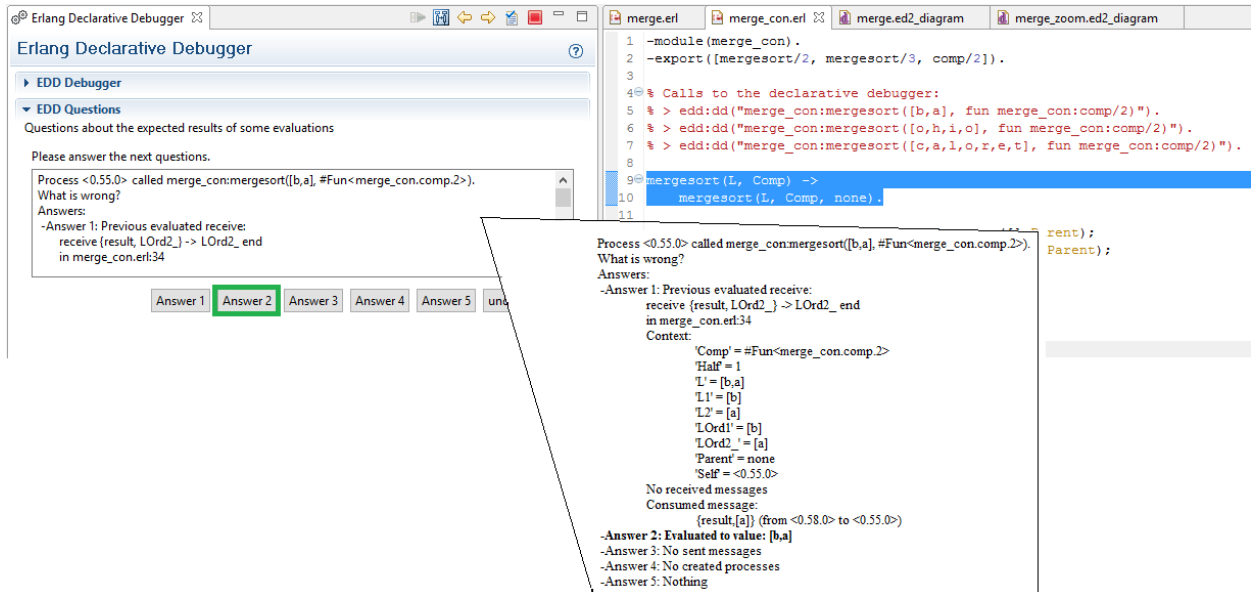 Erlang Declarative Debugger
Erlang Declarative Debugger
EDD Debugger
EDD Questions
Questions about the expected results of some evaluations
Please answer the next questions.
Process <0.55.0> called merge_con:mergesort([b,a], #Fun<merge_con.comp.2>).
What is wrong?
Answers:
-Answer 1: Previous evaluated receive:
receive {result, LOrd2_} -> LOrd2_ end
in merge_con.erl:34
Answer 1 Answer 2 Answer 3 Answer 4 Answer 5
merge.erl merge_con.erl merge.ed2_diagram merge_zoom.ed2_diagram
1 -module(merge_con).
2 -export([mergesort/2, mergesort/3, comp/2]).
3
4 % Calls to the declarative debugger:
5 % > edd:dd("merge_con:mergesort([b,a], fun merge_con:comp/2)").
6 % > edd:dd("merge_con:mergesort([o,h,i,o], fun merge_con:comp/2)").
7 % > edd:dd("merge_con:mergesort([c,a,l,o,r,e,t], fun merge_con:comp/2)").
8
9 mergesort(L, Comp) ->
10 mergesort(L, Comp, none).
11
Parent);
Process <0.55.0> called merge_con:mergesort([b,a], #Fun<merge_con.comp.2>).
What is wrong?
Answers:
-Answer 1: Previous evaluated receive:
receive {result, LOrd2_} -> LOrd2_ end
in merge_con.erl:34
Context:
'Comp' = #Fun<merge_con.comp.2>
'Half' = 1
'L' = [b,a]
'L1' = [b]
'L2' = [a]
'LOrd1' = [b]
'LOrd2_' = [a]
'Parent' = none
'Self' = <0.55.0>
No received messages
Consumed message:
{result,[a]} (from <0.58.0> to <0.55.0>)
-Answer 2: Evaluated to value: [b,a]
-Answer 3: No sent messages
-Answer 4: No created processes
-Answer 5: Nothing